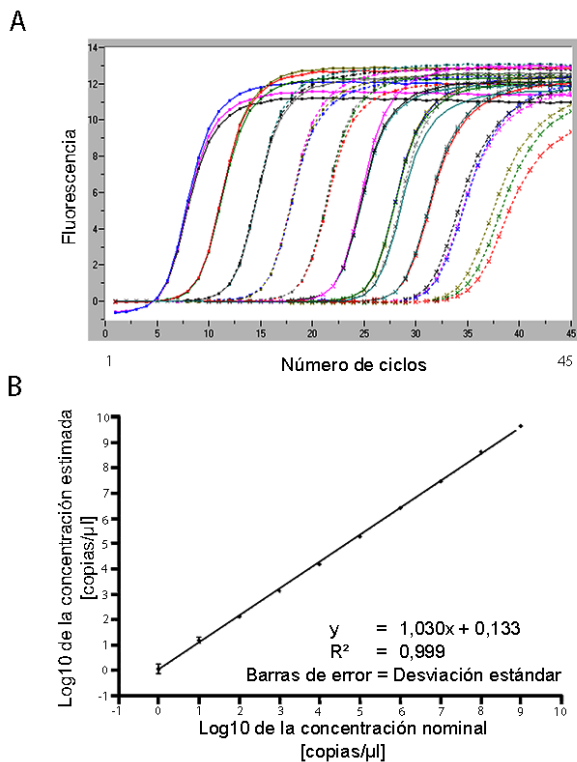 A
14
12
10
8
6
4
2
0
Fluorescencia
0 5 10 15 20 25 30 35 40 45
1 45
Número de ciclos
B
10
9
8
7
6
5
4
3
2
1
0
-1
Log10 de la concentración estimada
[copias/µl]
y = 1,030x + 0,133
R² = 0,999
Barras de error = Desviación estándar
-1 0 1 2 3 4 5 6 7 8 9 10
Log10 de la concentración nominal
[copias/µl]